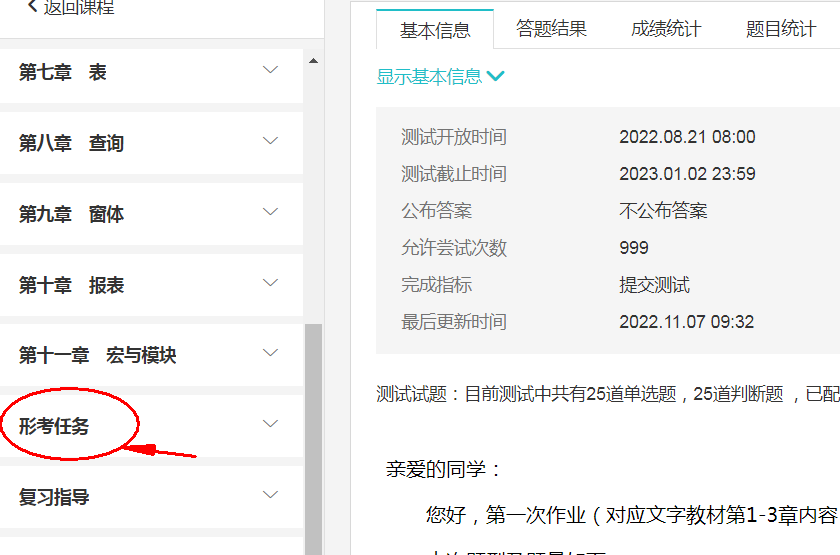 返回课程
第七章 表
第八章 查询
第九章 窗体
第十章 报表
第十一章 宏与模块
形考任务
复习指导
基本信息 答题结果 成绩统计 题目统计
显示基本信息
测试开放时间 2022.08.21 08:00
测试截止时间 2023.01.02 23:59
公布答案 不公布答案
允许尝试次数 999
完成指标 提交测试
最后更新时间 2022.11.07 09:32
测试试题：目前测试中共有25道单选题，25道判断题 ，已配
亲爱的同学：
您好，第一次作业（对应文字教材第1-3章内容